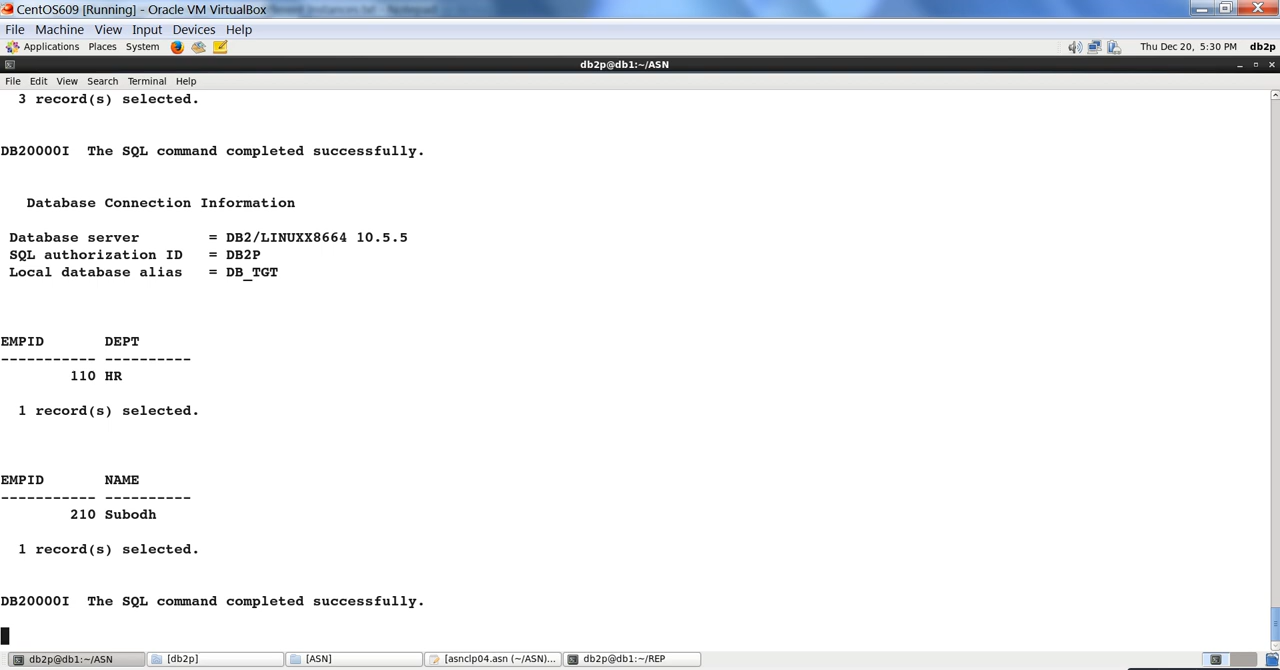 CentOS609 [Running] - Oracle VM VirtualBox
File Machine View Input Devices Help
Applications Places System Thu Dec 20, 5:30 PM db2p
db2p@db1:~/ASN
File Edit View Search Terminal Help
3 record(s) selected.
DB20000I The SQL command completed successfully.
Database Connection Information
Database server = DB2/LINUXX8664 10.5.5
SQL authorization ID = DB2P
Local database alias = DB_TGT
EMPID DEPT
----------- ----------
110 HR
1 record(s) selected.
EMPID NAME
----------- ----------
210 Subodh
1 record(s) selected.
DB20000I The SQL command completed successfully.
db2p@db1:~/ASN [db2p] [ASN] [asnclp04.asn (~/ASN)... db2p@db1:~/REP